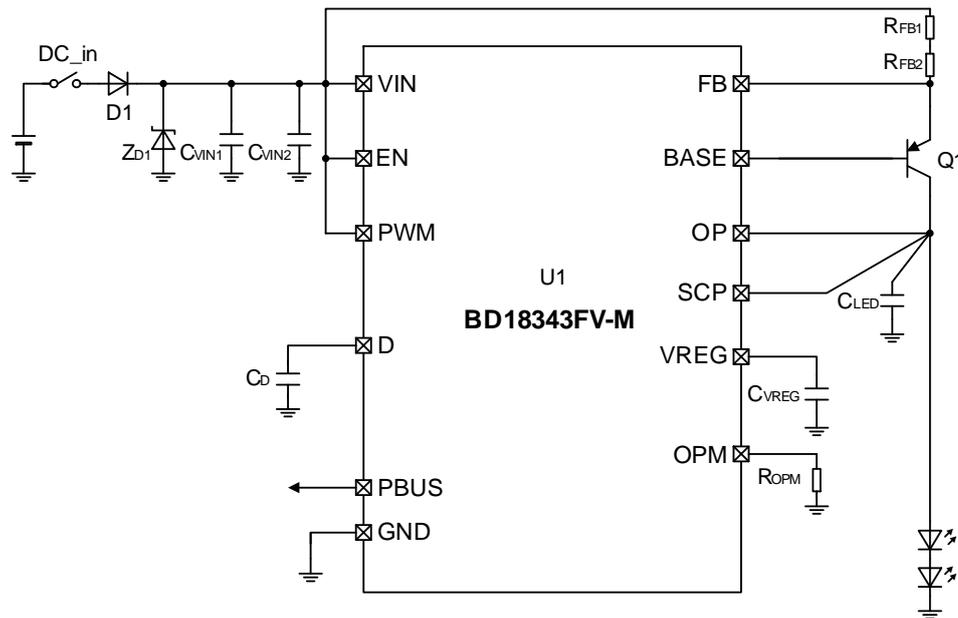 DC_in
D1
ZD1
CVIN1
CVIN2
VIN
EN
PWM
D
CD
PBUS
GND
U1
BD18343FV-M
FB
BASE
OP
SCP
VREG
OPM
RFB1
RFB2
Q1
CLED
CVREG
ROPM